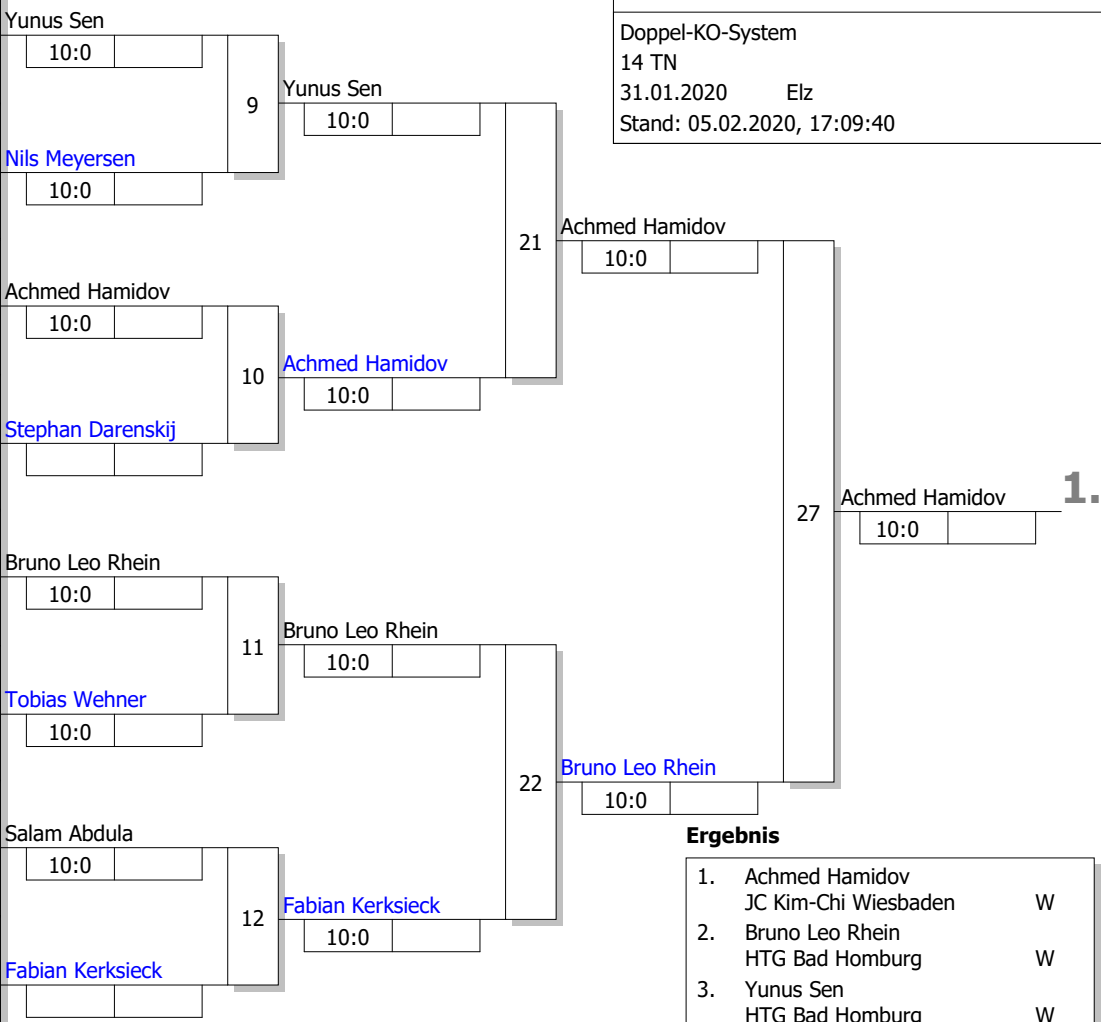 Yunus Sen
10:0
9
Nils Meyersen
10:0
Yunus Sen
10:0
Doppel-KO-System
14 TN
31.01.2020 Elz
Stand: 05.02.2020, 17:09:40
Achmed Hamidov
10:0
10
Stephan Darenskij
Achmed Hamidov
10:0
21
Achmed Hamidov
10:0
Bruno Leo Rhein
10:0
11
Tobias Wehner
10:0
Bruno Leo Rhein
10:0
22
Salam Abdula
10:0
12
Fabian Kerksieck
Fabian Kerksieck
10:0
Bruno Leo Rhein
10:0
27
Achmed Hamidov
10:0
1.
Ergebnis
1. Achmed Hamidov
JC Kim-Chi Wiesbaden W
2. Bruno Leo Rhein
HTG Bad Homburg W
3. Yunus Sen
HTG Bad Homburg W